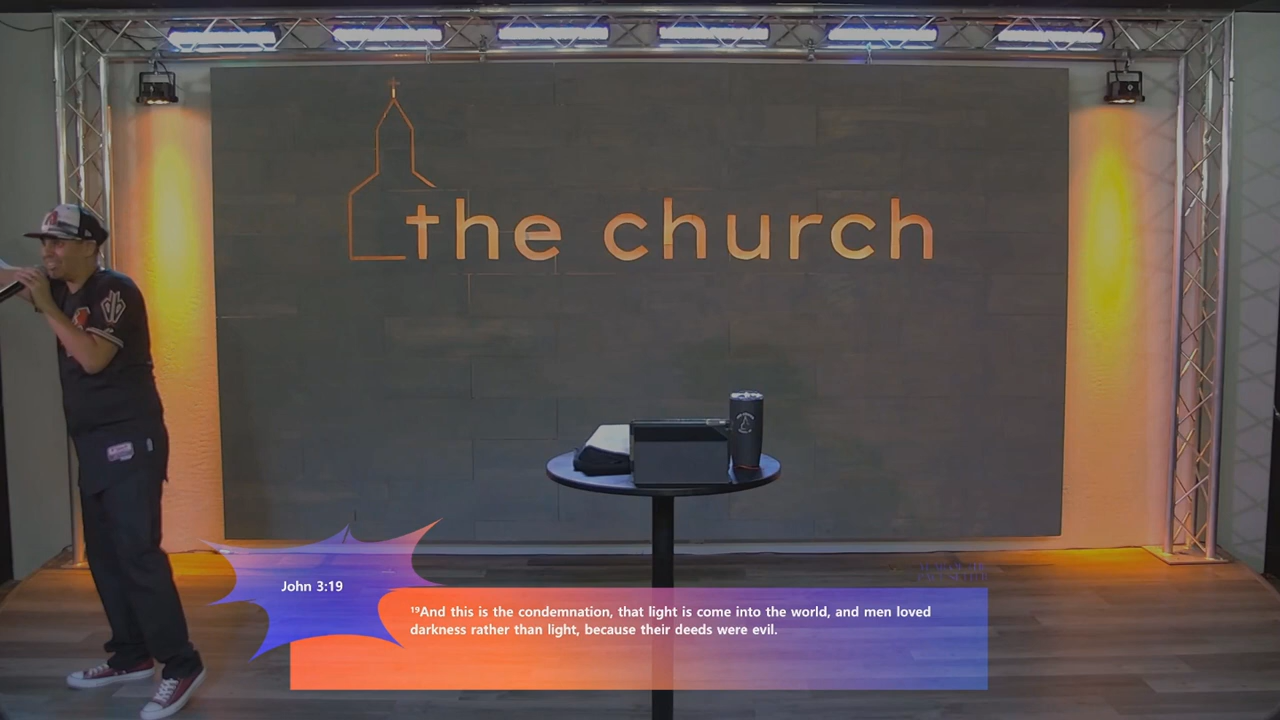 the church
John 3:19
¹⁹And this is the condemnation, that light is come into the world, and men loved
darkness rather than light, because their deeds were evil.